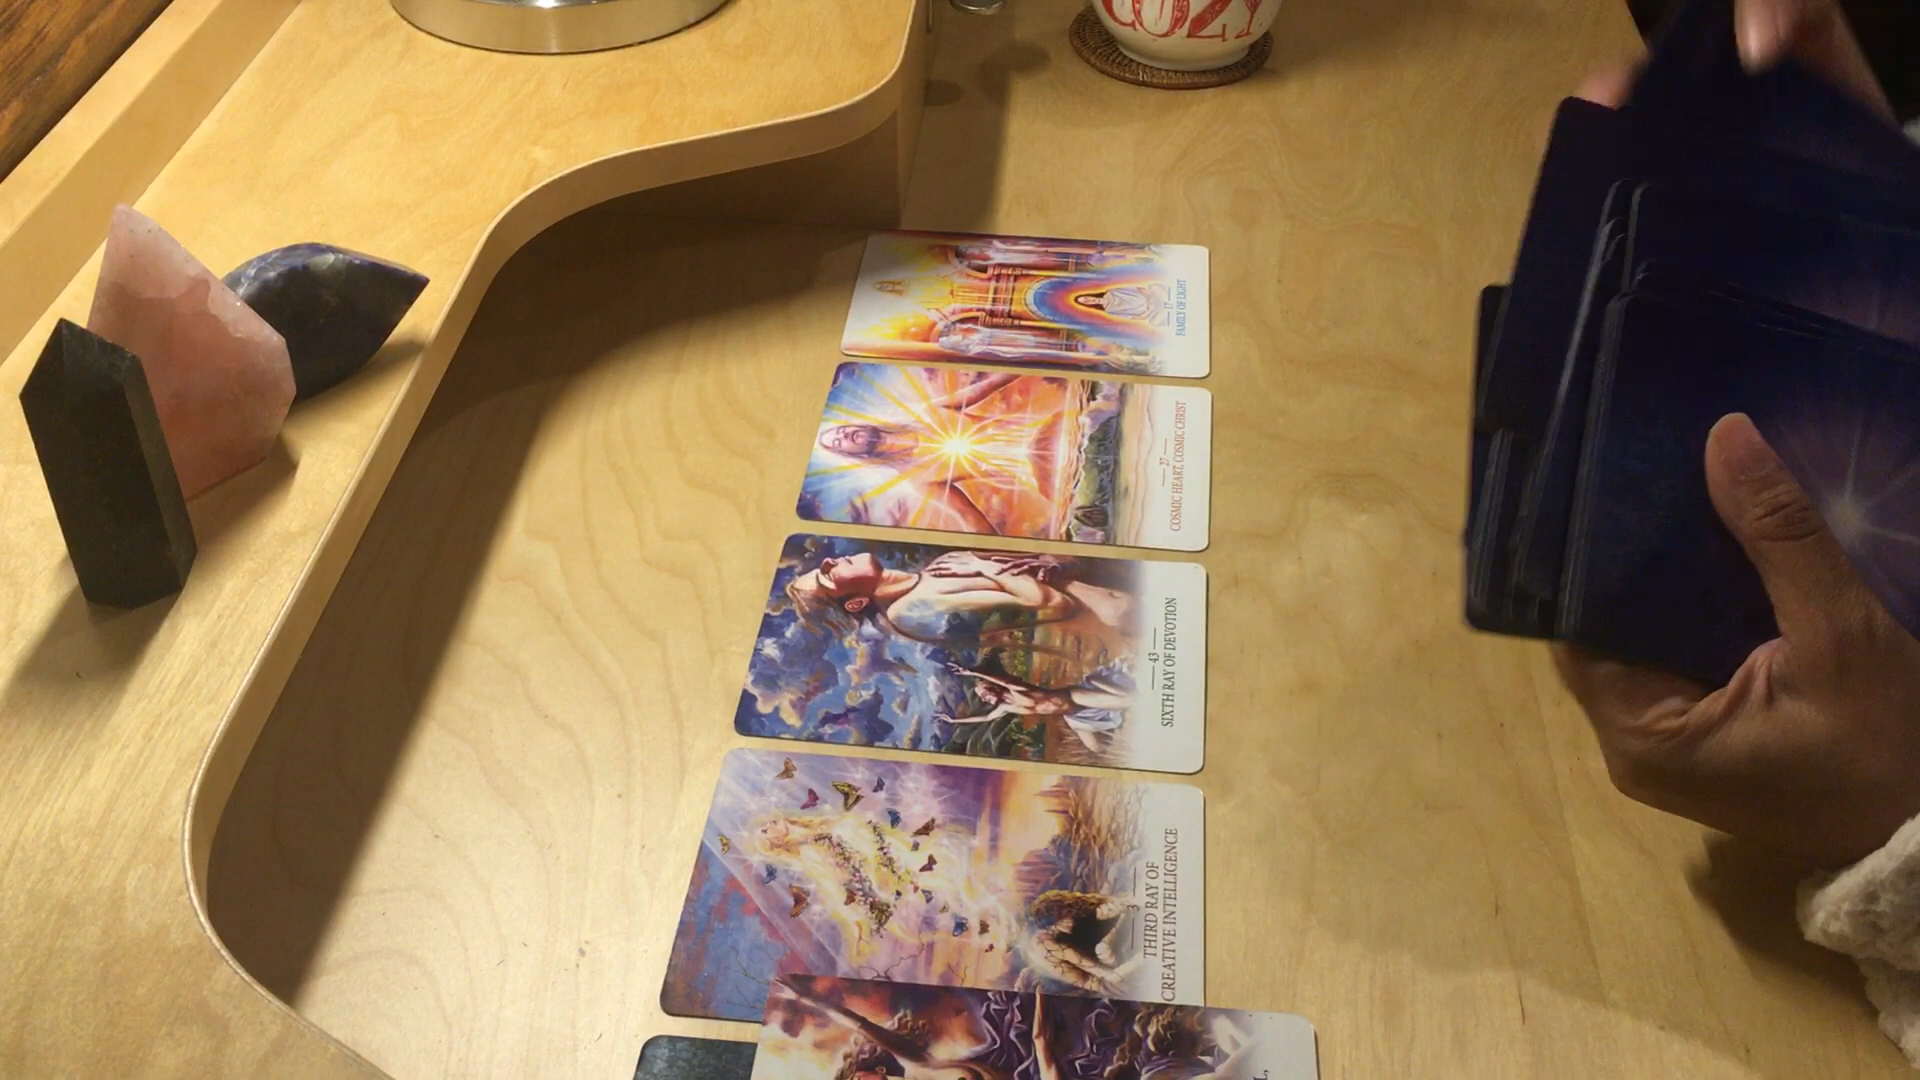 COZY
17
FAMILY OF LIGHT
27
COSMIC HEART, COSMIC CHRIST
43
SIXTH RAY OF DEVOTION
3
THIRD RAY OF
CREATIVE INTELLIGENCE